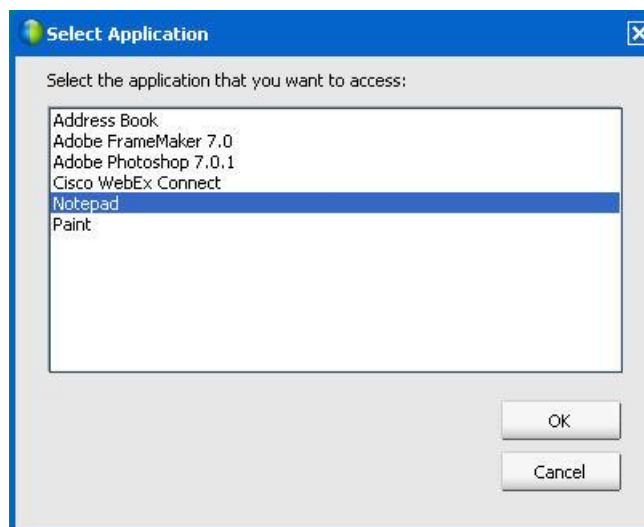 Select Application
Select the application that you want to access:
Address Book
Adobe FrameMaker 7.0
Adobe Photoshop 7.0.1
Cisco WebEx Connect
Notepad
Paint
OK
Cancel